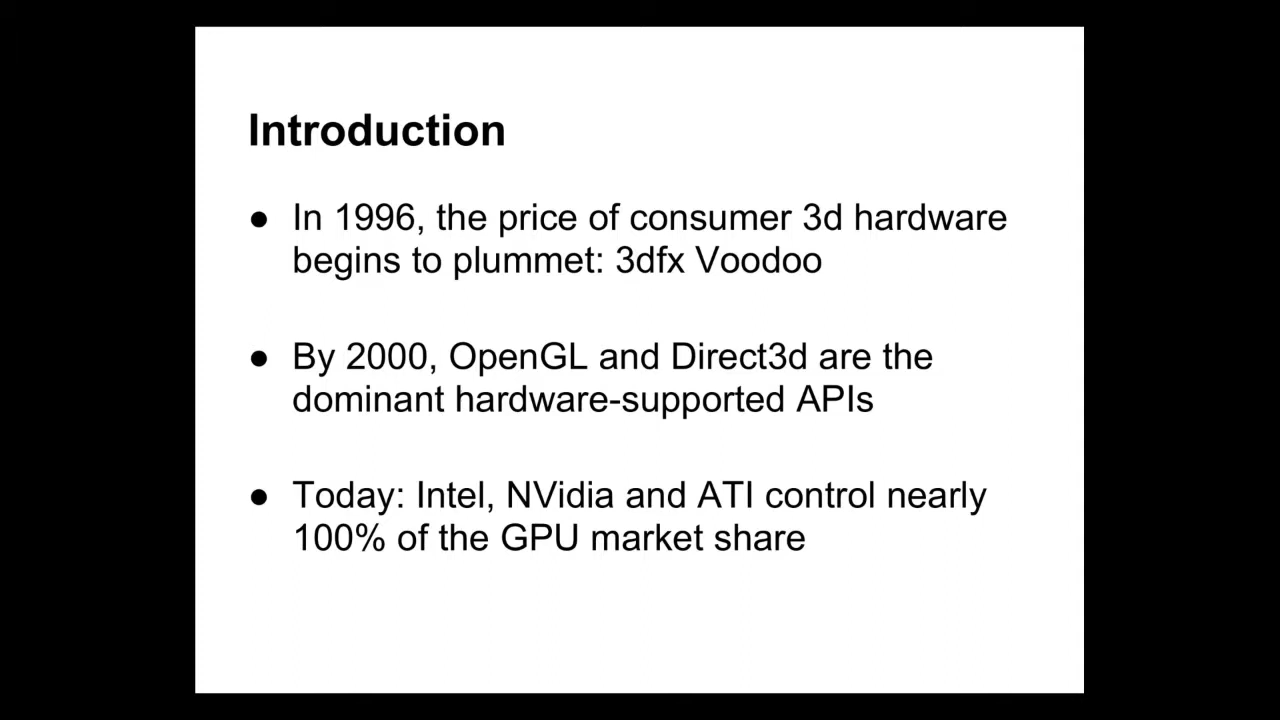 Introduction
● In 1996, the price of consumer 3d hardware
begins to plummet: 3dfx Voodoo
● By 2000, OpenGL and Direct3d are the
dominant hardware-supported APIs
● Today: Intel, NVidia and ATI control nearly
100% of the GPU market share